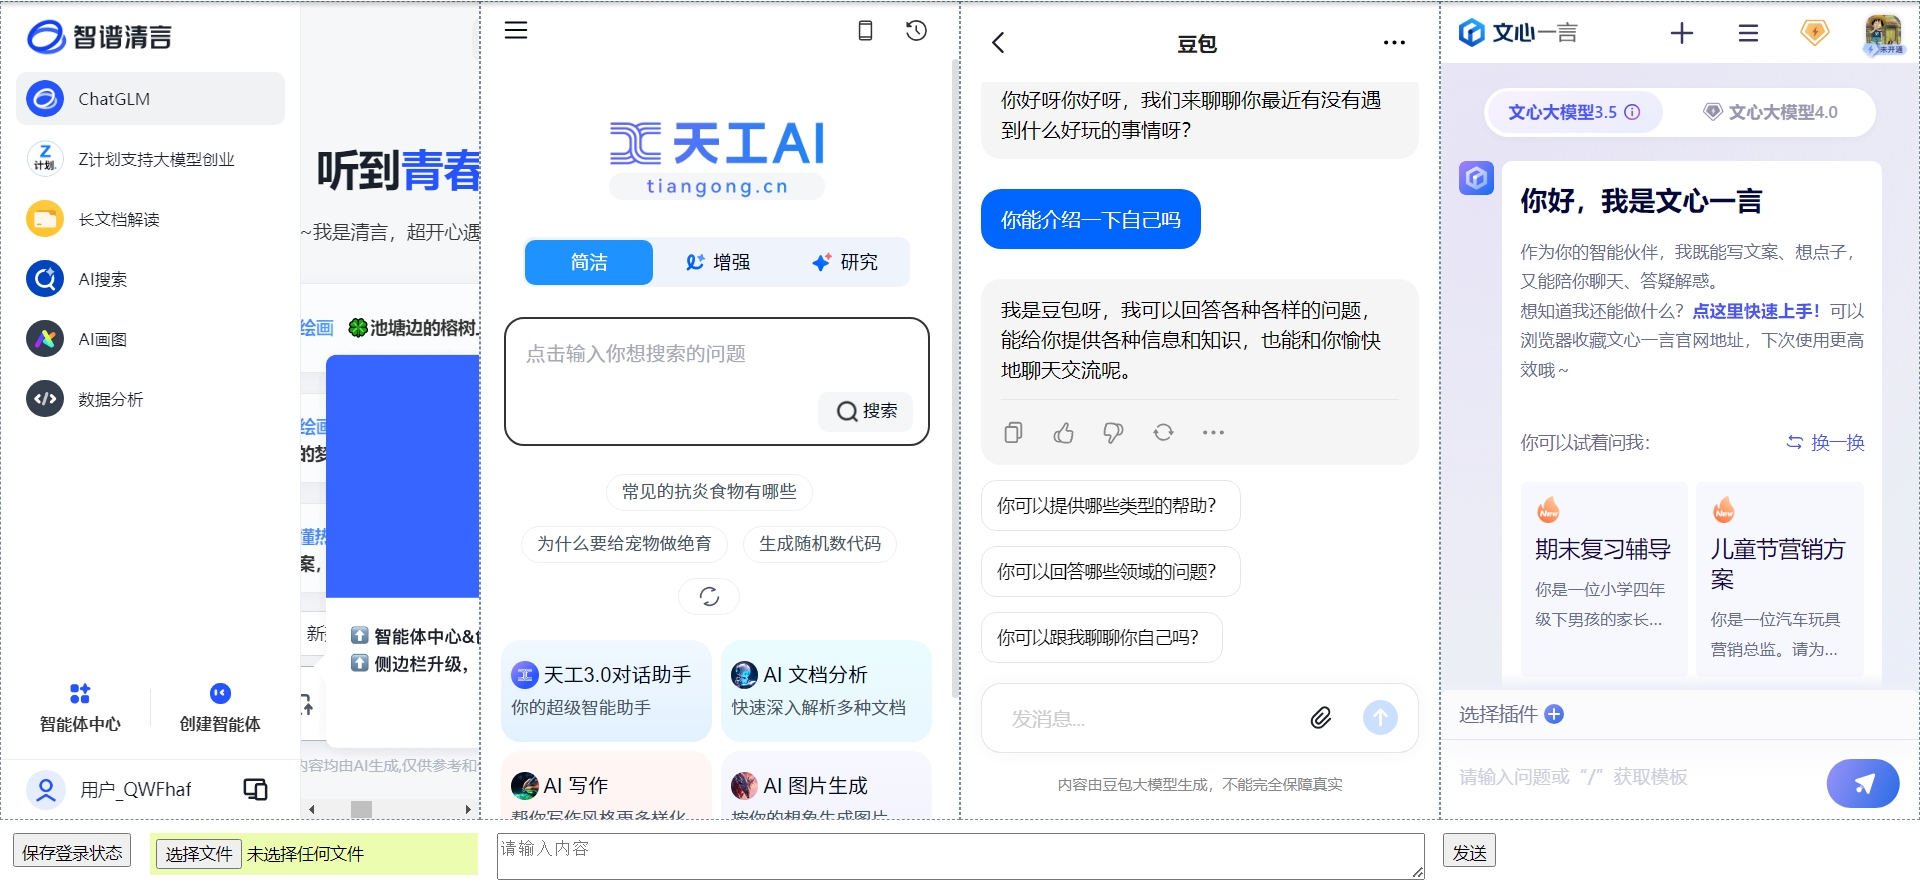 智谱清言
ChatGLM
Z计划
Z计划支持大模型创业
长文档解读
AI搜索
AI画图
数据分析
智能体中心
创建智能体
用户_QWFhaf
听到青春
~我是清言，超开心遇
绘画 🍀池塘边的榕树
绘画
的梦
懂热
案，
新
⬆️ 智能体中心&
⬆️ 侧边栏升级，
内容均由AI生成,仅供参考和
天工AI
tiangong.cn
简洁
增强
研究
点击输入你想搜索的问题
搜索
常见的抗炎食物有哪些
为什么要给宠物做绝育
生成随机数代码
天工3.0对话助手
你的超级智能助手
AI 文档分析
快速深入解析多种文档
AI 写作
帮你写作风格更多样化
AI 图片生成
按你的想象生成图片
豆包
你好呀你好呀，我们来聊聊你最近有没有遇
到什么好玩的事情呀？
你能介绍一下自己吗
我是豆包呀，我可以回答各种各样的问题，
能给你提供各种信息和知识，也能和你愉快
地聊天交流呢。
你可以提供哪些类型的帮助？
你可以回答哪些领域的问题？
你可以跟我聊聊你自己吗？
发消息...
内容由豆包大模型生成，不能完全保障真实
文心一言
未开通
文心大模型3.5
文心大模型4.0
你好，我是文心一言
作为你的智能伙伴，我既能写文案、想点子，
又能陪你聊天、答疑解惑。
想知道我还能做什么？点这里快速上手！可以
浏览器收藏文心一言官网地址，下次使用更高
效哦~
你可以试着问我：
换一换
New
期末复习辅导
你是一位小学四年
级下男孩的家长...
New
儿童节营销方
案
你是一位汽车玩具
营销总监。请为...
选择插件
请输入问题或“/”获取模板
保存登录状态
选择文件 未选择任何文件
请输入内容
发送